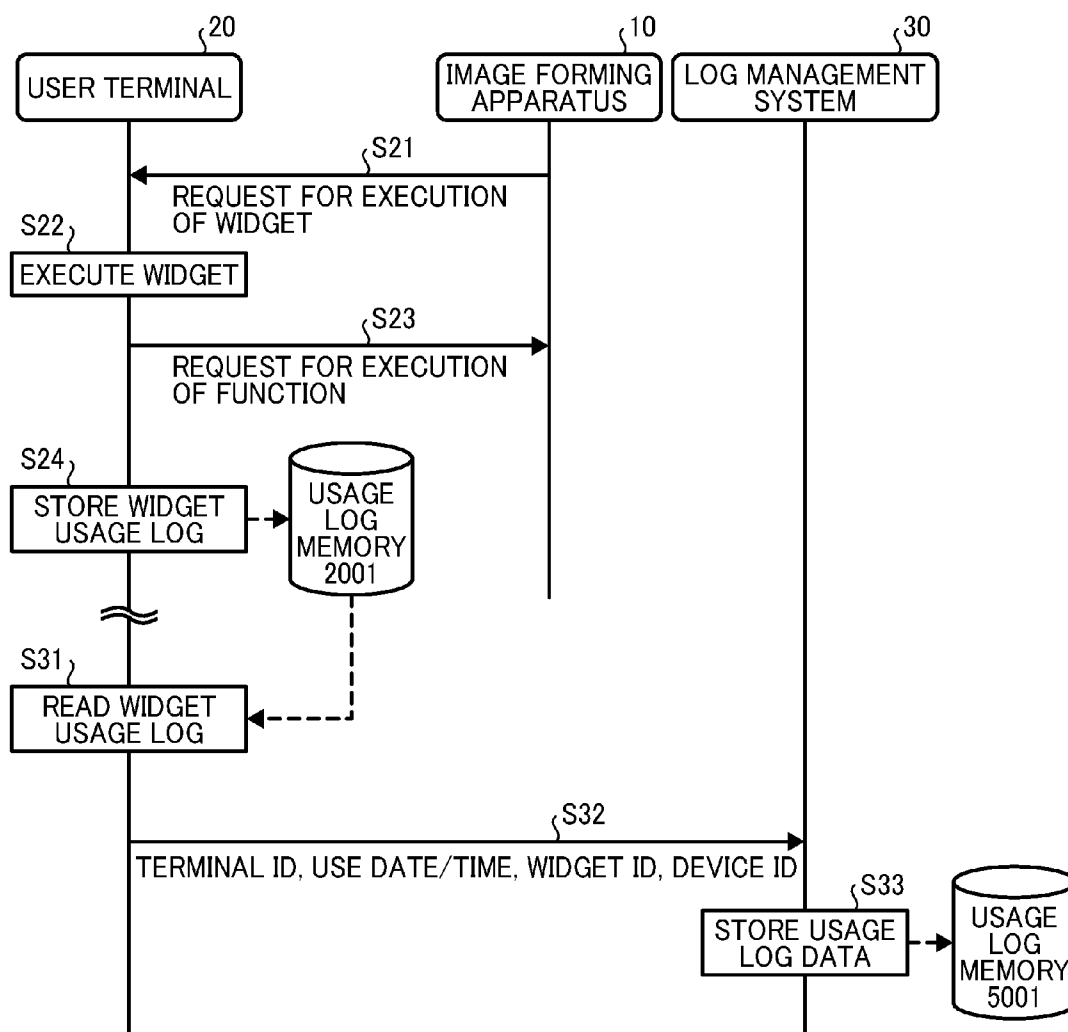 20
10
30
USER TERMINAL
IMAGE FORMING
APPARATUS
LOG MANAGEMENT
SYSTEM
S21
REQUEST FOR EXECUTION
OF WIDGET
S22
EXECUTE WIDGET
S23
REQUEST FOR EXECUTION
OF FUNCTION
S24
STORE WIDGET
USAGE LOG
USAGE
LOG
MEMORY
2001
S31
READ WIDGET
USAGE LOG
S32
TERMINAL ID, USE DATE/TIME, WIDGET ID, DEVICE ID
S33
STORE USAGE
LOG DATA
USAGE
LOG
MEMORY
5001